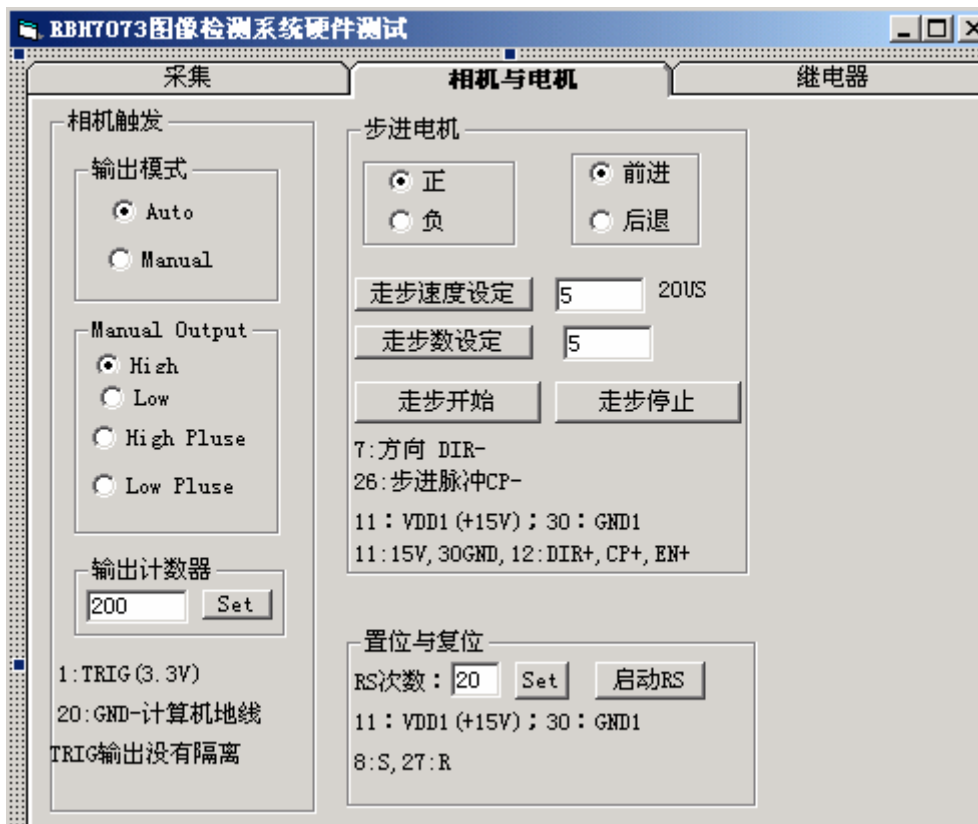 RBH7073图像检测系统硬件测试
采集
相机与电机
继电器
相机触发
输出模式
Auto
Manual
Manual Output
High
Low
High Pluse
Low Pluse
输出计数器
200
Set
1:TRIG(3.3V)
20:GND-计算机地线
TRIG输出没有隔离
步进电机
正
负
前进
后退
走步速度设定
5
20US
走步数设定
5
走步开始
走步停止
7:方向 DIR-
26:步进脉冲CP-
11：VDD1(+15V)；30：GND1
11:15V,30GND,12:DIR+,CP+,EN+
置位与复位
RS次数：
20
Set
启动RS
11：VDD1(+15V)；30：GND1
8:S,27:R